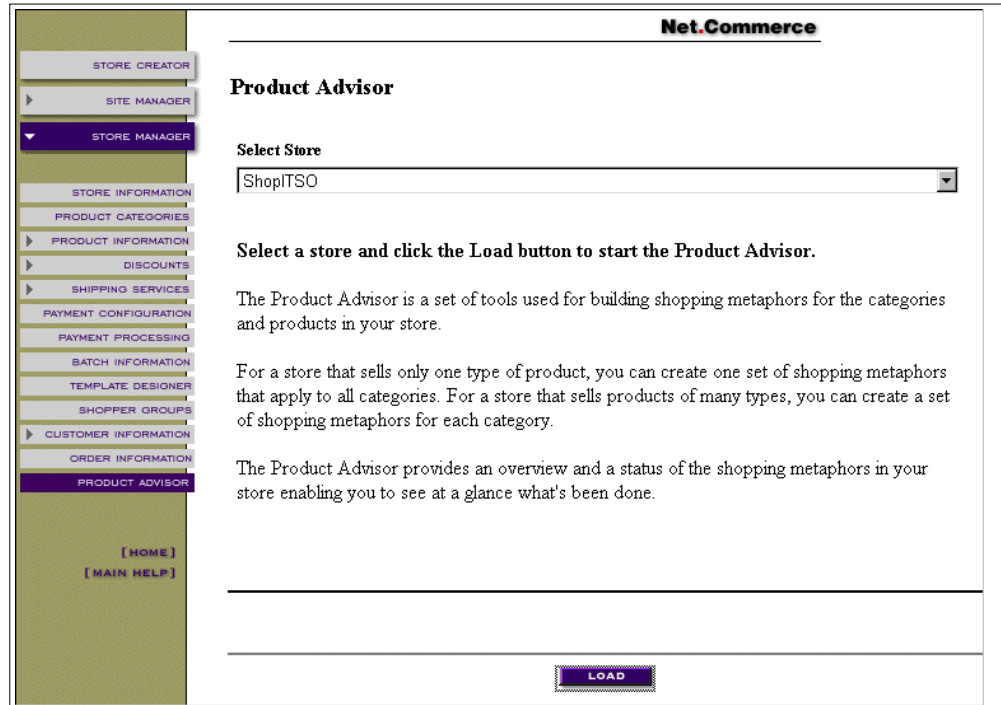 Net.Commerce
STORE CREATOR
SITE MANAGER
STORE MANAGER
STORE INFORMATION
PRODUCT CATEGORIES
PRODUCT INFORMATION
DISCOUNTS
SHIPPING SERVICES
PAYMENT CONFIGURATION
PAYMENT PROCESSING
BATCH INFORMATION
TEMPLATE DESIGNER
SHOPPER GROUPS
CUSTOMER INFORMATION
ORDER INFORMATION
PRODUCT ADVISOR
[HOME]
[MAIN HELP]
Product Advisor
Select Store
ShopITSO
Select a store and click the Load button to start the Product Advisor.
The Product Advisor is a set of tools used for building shopping metaphors for the categories
and products in your store.
For a store that sells only one type of product, you can create one set of shopping metaphors
that apply to all categories. For a store that sells products of many types, you can create a set
of shopping metaphors for each category.
The Product Advisor provides an overview and a status of the shopping metaphors in your
store enabling you to see at a glance what's been done.
LOAD